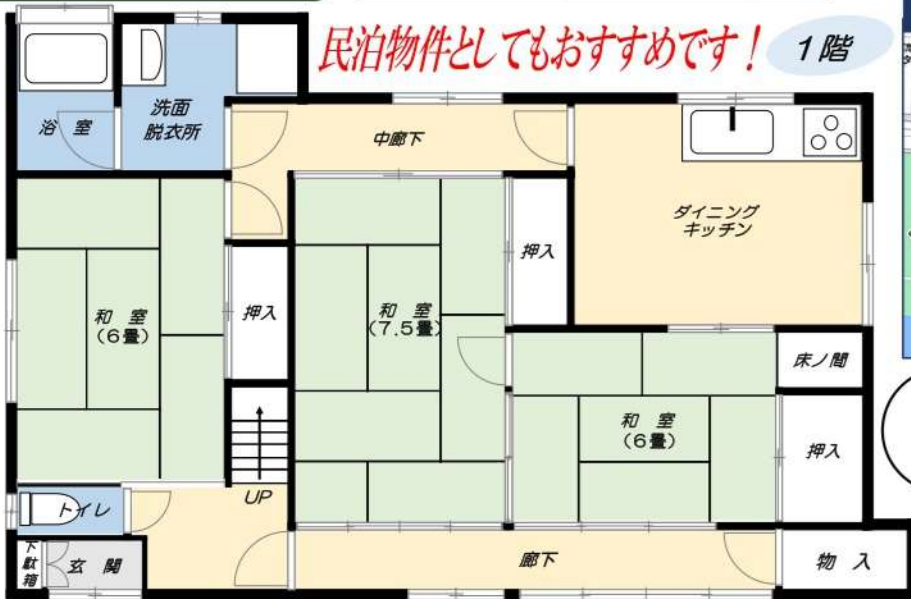 民泊物件としてもおすすめです！
1階
浴 室
洗面
脱衣所
中廊下
ダイニング
キッチン
和 室
（6畳）
押入
和 室
（7.5畳）
押入
床ノ間
和 室
（6畳）
押入
UP
トイレ
下駄箱
玄 関
廊下
物 入